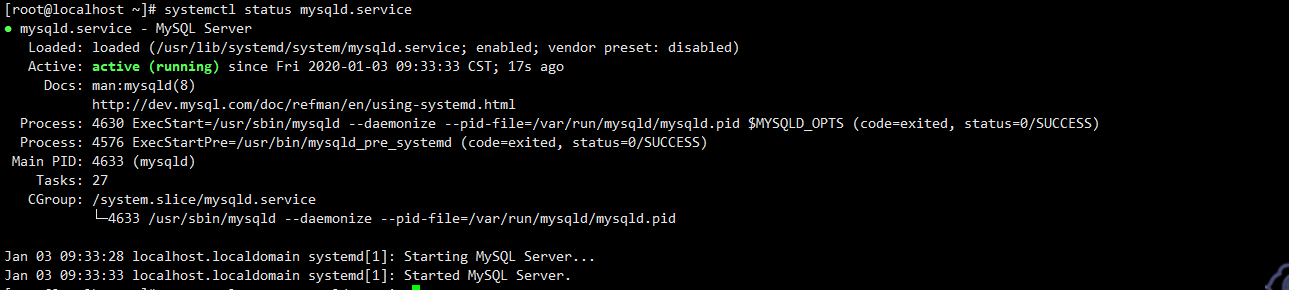 [root@localhost ~]# systemctl status mysqld.service
● mysqld.service - MySQL Server
Loaded: loaded (/usr/lib/systemd/system/mysqld.service; enabled; vendor preset: disabled)
Active: active (running) since Fri 2020-01-03 09:33:33 CST; 17s ago
Docs: man:mysqld(8)
http://dev.mysql.com/doc/refman/en/using-systemd.html
Process: 4630 ExecStart=/usr/sbin/mysqld --daemonize --pid-file=/var/run/mysqld/mysqld.pid $MYSQLD_OPTS (code=exited, status=0/SUCCESS)
Process: 4576 ExecStartPre=/usr/bin/mysqld_pre_systemd (code=exited, status=0/SUCCESS)
Main PID: 4633 (mysqld)
Tasks: 27
CGroup: /system.slice/mysqld.service
└─4633 /usr/sbin/mysqld --daemonize --pid-file=/var/run/mysqld/mysqld.pid
Jan 03 09:33:28 localhost.localdomain systemd[1]: Starting MySQL Server...
Jan 03 09:33:33 localhost.localdomain systemd[1]: Started MySQL Server.